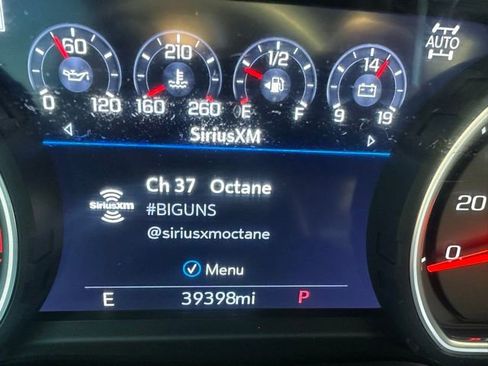 60
0 120
210
160 260
1/2
E F
14
9 19
AUTO
SiriusXM
SiriusXM
Ch 37 Octane
#BIGUNS
@siriusxmoctane
Menu
E 39398mi P
20
0